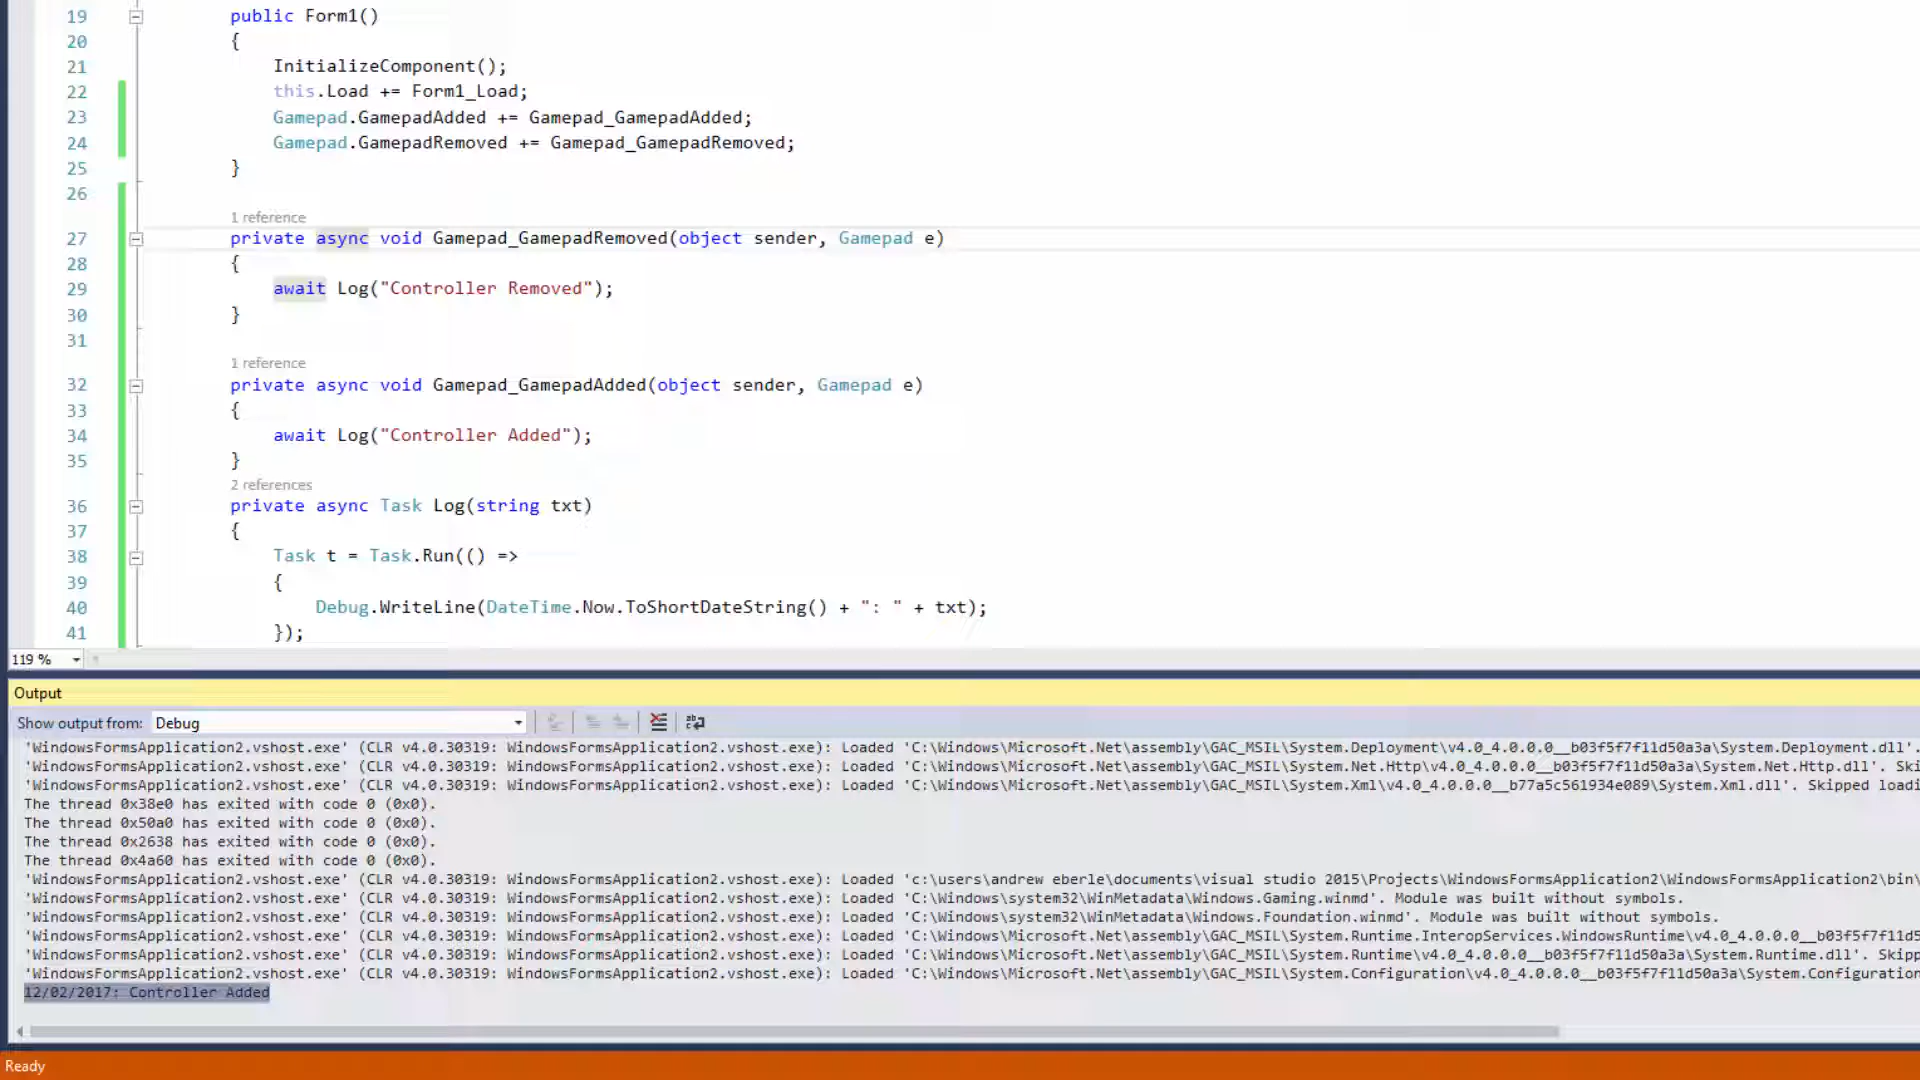 19 public Form1()
20 {
21 InitializeComponent();
22 this.Load += Form1_Load;
23 Gamepad.GamepadAdded += Gamepad_GamepadAdded;
24 Gamepad.GamepadRemoved += Gamepad_GamepadRemoved;
25 }
26
1 reference
27 private async void Gamepad_GamepadRemoved(object sender, Gamepad e)
28 {
29 await Log("Controller Removed");
30 }
31
1 reference
32 private async void Gamepad_GamepadAdded(object sender, Gamepad e)
33 {
34 await Log("Controller Added");
35 }
2 references
36 private async Task Log(string txt)
37 {
38 Task t = Task.Run(() =>
39 {
40 Debug.WriteLine(DateTime.Now.ToShortDateString() + ": " + txt);
41 });
119 %
Output
Show output from: Debug
'WindowsFormsApplication2.vshost.exe' (CLR v4.0.30319: WindowsFormsApplication2.vshost.exe): Loaded 'C:\Windows\Microsoft.Net\assembly\GAC_MSIL\System.Deployment\v4.0_4.0.0.0__b03f5f7f11d50a3a\System.Deployment.dll'.
'WindowsFormsApplication2.vshost.exe' (CLR v4.0.30319: WindowsFormsApplication2.vshost.exe): Loaded 'C:\Windows\Microsoft.Net\assembly\GAC_MSIL\System.Net.Http\v4.0_4.0.0.0__b03f5f7f11d50a3a\System.Net.Http.dll'. Ski
'WindowsFormsApplication2.vshost.exe' (CLR v4.0.30319: WindowsFormsApplication2.vshost.exe): Loaded 'C:\Windows\Microsoft.Net\assembly\GAC_MSIL\System.Xml\v4.0_4.0.0.0__b77a5c561934e089\System.Xml.dll'. Skipped loadi
The thread 0x38e0 has exited with code 0 (0x0).
The thread 0x50a0 has exited with code 0 (0x0).
The thread 0x2638 has exited with code 0 (0x0).
The thread 0x4a60 has exited with code 0 (0x0).
'WindowsFormsApplication2.vshost.exe' (CLR v4.0.30319: WindowsFormsApplication2.vshost.exe): Loaded 'c:\users\andrew eberle\documents\visual studio 2015\Projects\WindowsFormsApplication2\WindowsFormsApplication2\bin\
'WindowsFormsApplication2.vshost.exe' (CLR v4.0.30319: WindowsFormsApplication2.vshost.exe): Loaded 'C:\Windows\system32\WinMetadata\Windows.Gaming.winmd'. Module was built without symbols.
'WindowsFormsApplication2.vshost.exe' (CLR v4.0.30319: WindowsFormsApplication2.vshost.exe): Loaded 'C:\Windows\system32\WinMetadata\Windows.Foundation.winmd'. Module was built without symbols.
'WindowsFormsApplication2.vshost.exe' (CLR v4.0.30319: WindowsFormsApplication2.vshost.exe): Loaded 'C:\Windows\Microsoft.Net\assembly\GAC_MSIL\System.Runtime.InteropServices.WindowsRuntime\v4.0_4.0.0.0__b03f5f7f11d5
'WindowsFormsApplication2.vshost.exe' (CLR v4.0.30319: WindowsFormsApplication2.vshost.exe): Loaded 'C:\Windows\Microsoft.Net\assembly\GAC_MSIL\System.Runtime\v4.0_4.0.0.0__b03f5f7f11d50a3a\System.Runtime.dll'. Skipp
'WindowsFormsApplication2.vshost.exe' (CLR v4.0.30319: WindowsFormsApplication2.vshost.exe): Loaded 'C:\Windows\Microsoft.Net\assembly\GAC_MSIL\System.Configuration\v4.0_4.0.0.0__b03f5f7f11d50a3a\System.Configuration
12/02/2017: Controller Added
Ready